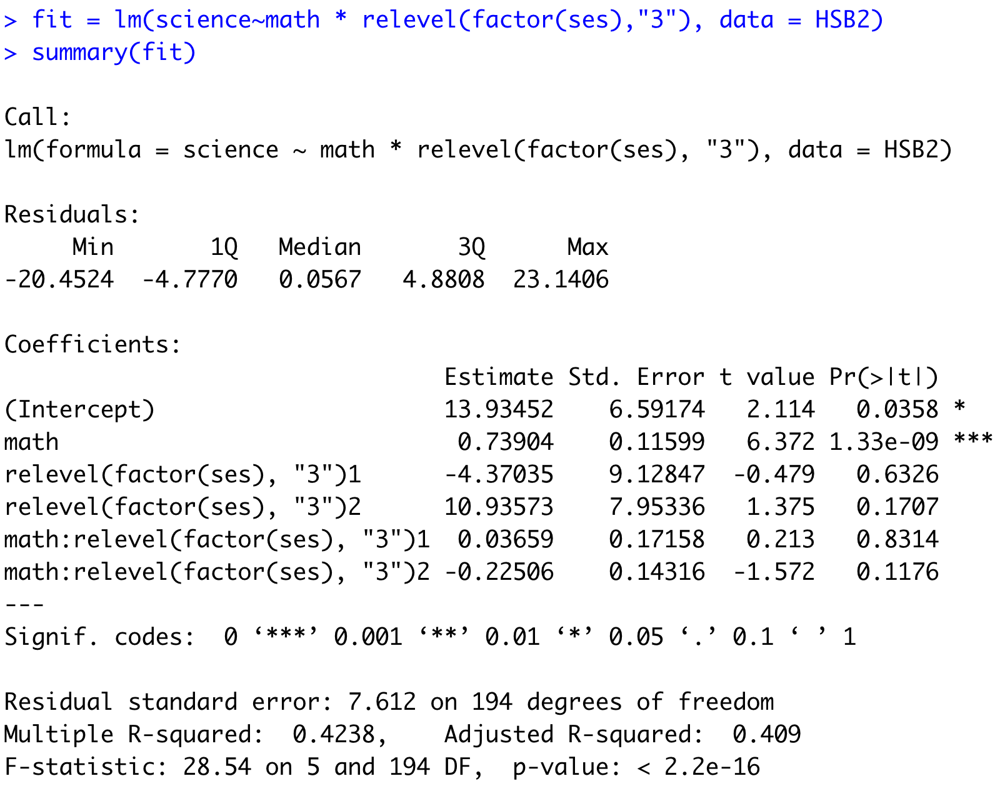 > fit = lm(science~math * relevel(factor(ses),"3"), data = HSB2)
> summary(fit)
Call:
lm(formula = science ~ math * relevel(factor(ses), "3"), data = HSB2)
Residuals:
     Min       1Q   Median       3Q      Max
-20.4524  -4.7770   0.0567   4.8808  23.1406
Coefficients:
                                Estimate Std. Error t value Pr(>|t|)
(Intercept)                     13.93452    6.59174   2.114   0.0358 *
math                             0.73904    0.11599   6.372 1.33e-09 ***
relevel(factor(ses), "3")1      -4.37035    9.12847  -0.479   0.6326
relevel(factor(ses), "3")2      10.93573    7.95336   1.375   0.1707
math:relevel(factor(ses), "3")1  0.03659    0.17158   0.213   0.8314
math:relevel(factor(ses), "3")2 -0.22506    0.14316  -1.572   0.1176
---
Signif. codes:  0 ‘***’ 0.001 ‘**’ 0.01 ‘*’ 0.05 ‘.’ 0.1 ‘ ’ 1
Residual standard error: 7.612 on 194 degrees of freedom
Multiple R-squared:  0.4238,    Adjusted R-squared:  0.409
F-statistic: 28.54 on 5 and 194 DF,  p-value: < 2.2e-16